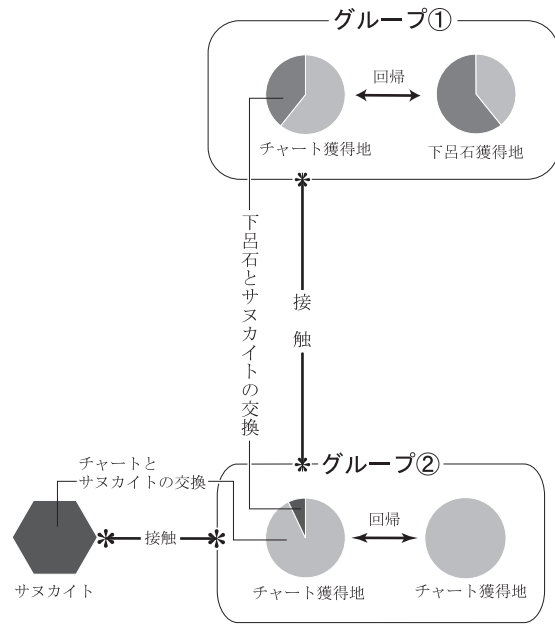 グループ①
回帰
チャート獲得地
下呂石獲得地
下呂石とサヌカイトの交換
接触
グループ②
チャートと
サヌカイトの交換
接触
サヌカイト
回帰
チャート獲得地
チャート獲得地